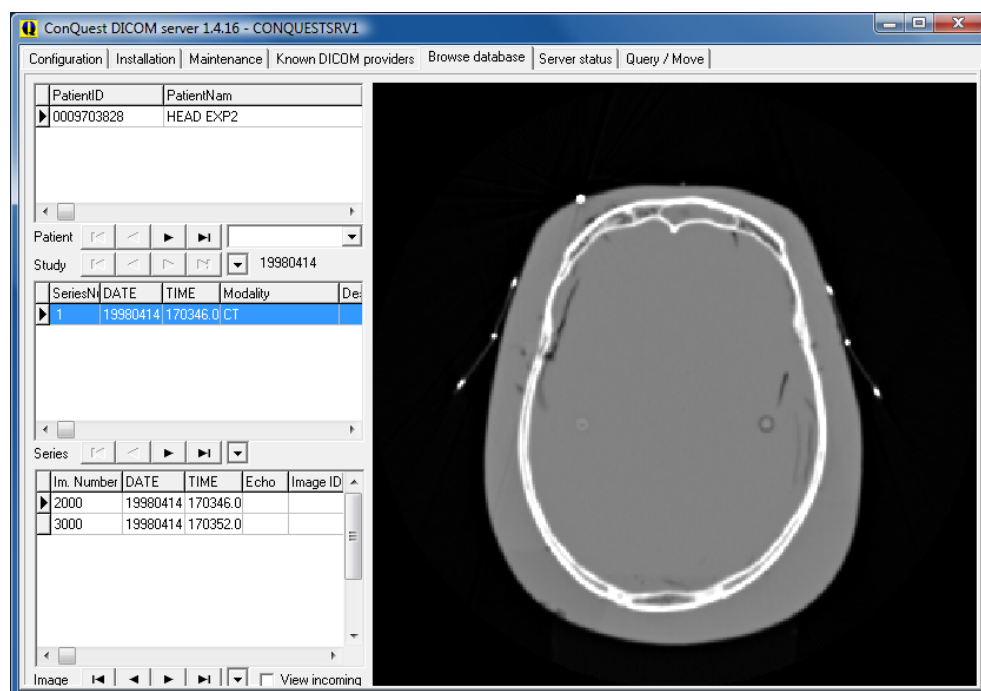 ConQuest DICOM server 1.4.16 - CONQUESTSRV1
Configuration Installation Maintenance Known DICOM providers Browse database Server status Query / Move
PatientID PatientNam
0009703828 HEAD EXP2
Patient
Study 19980414
SeriesNu DATE TIME Modality De
1 19980414 170346.0 CT
Series
Im. Number DATE TIME Echo Image ID
2000 19980414 170346.0
3000 19980414 170352.0
Image View incoming